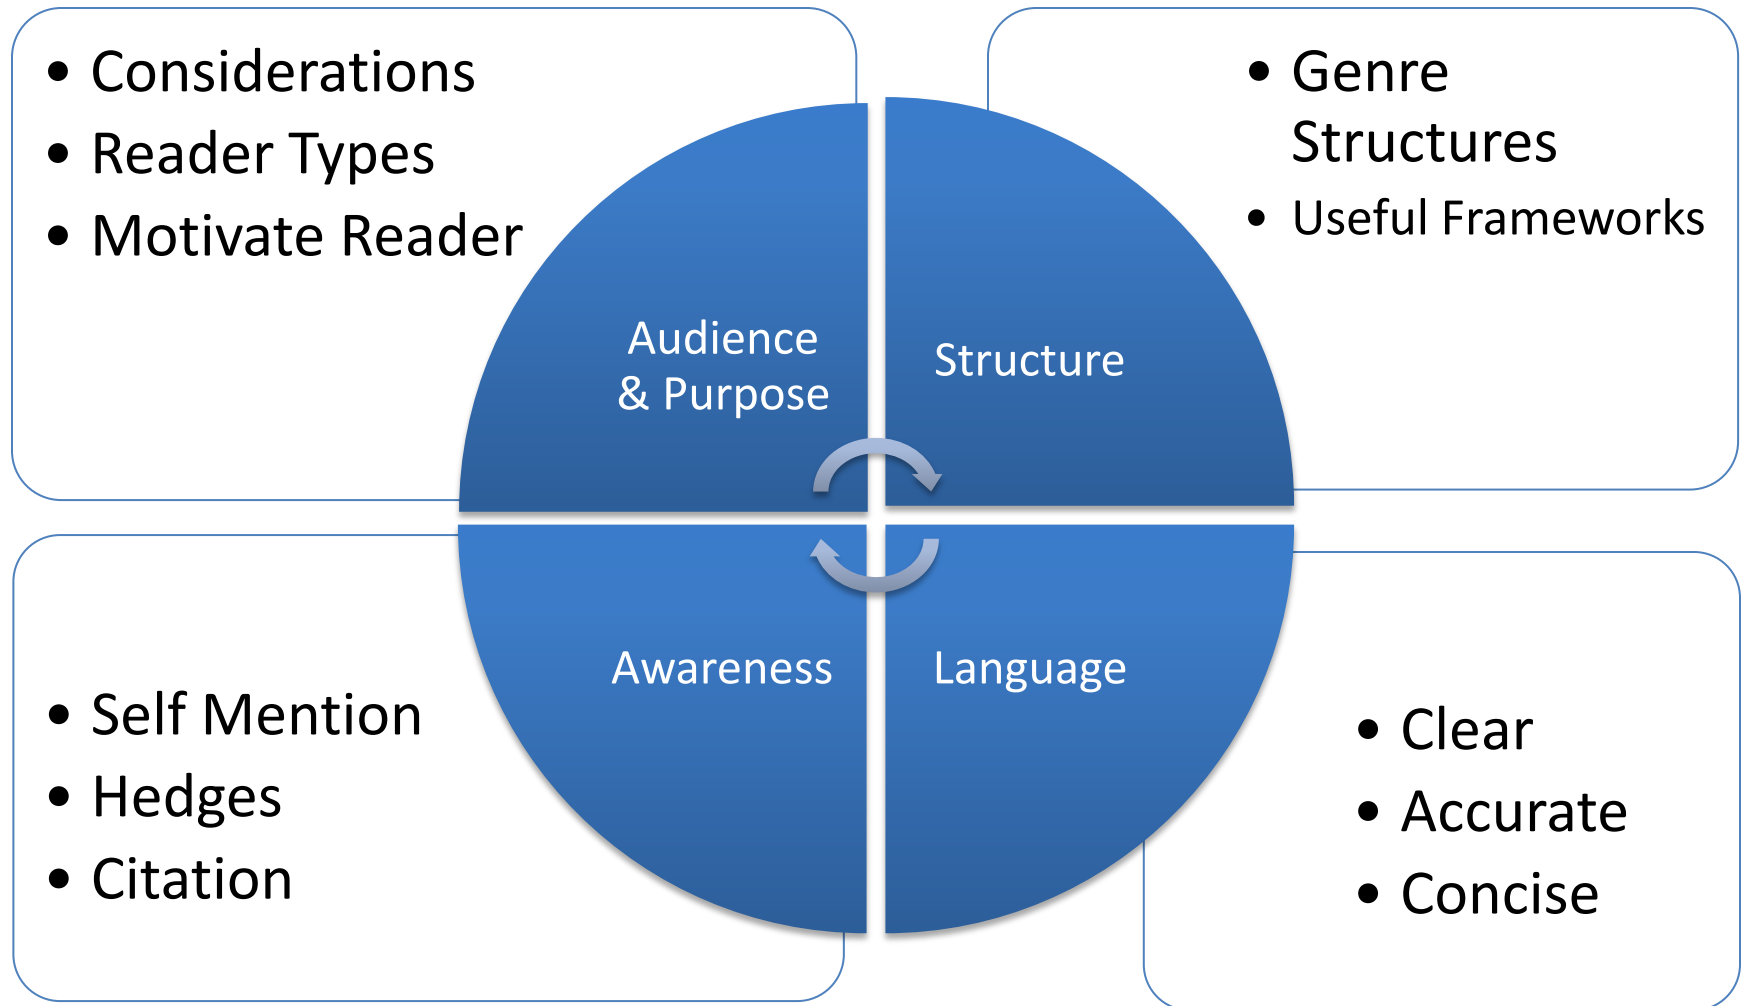 • Considerations
• Reader Types
• Motivate Reader
• Genre
Structures
• Useful Frameworks
Audience
& Purpose
Structure
Awareness
Language
• Self Mention
• Hedges
• Citation
• Clear
• Accurate
• Concise